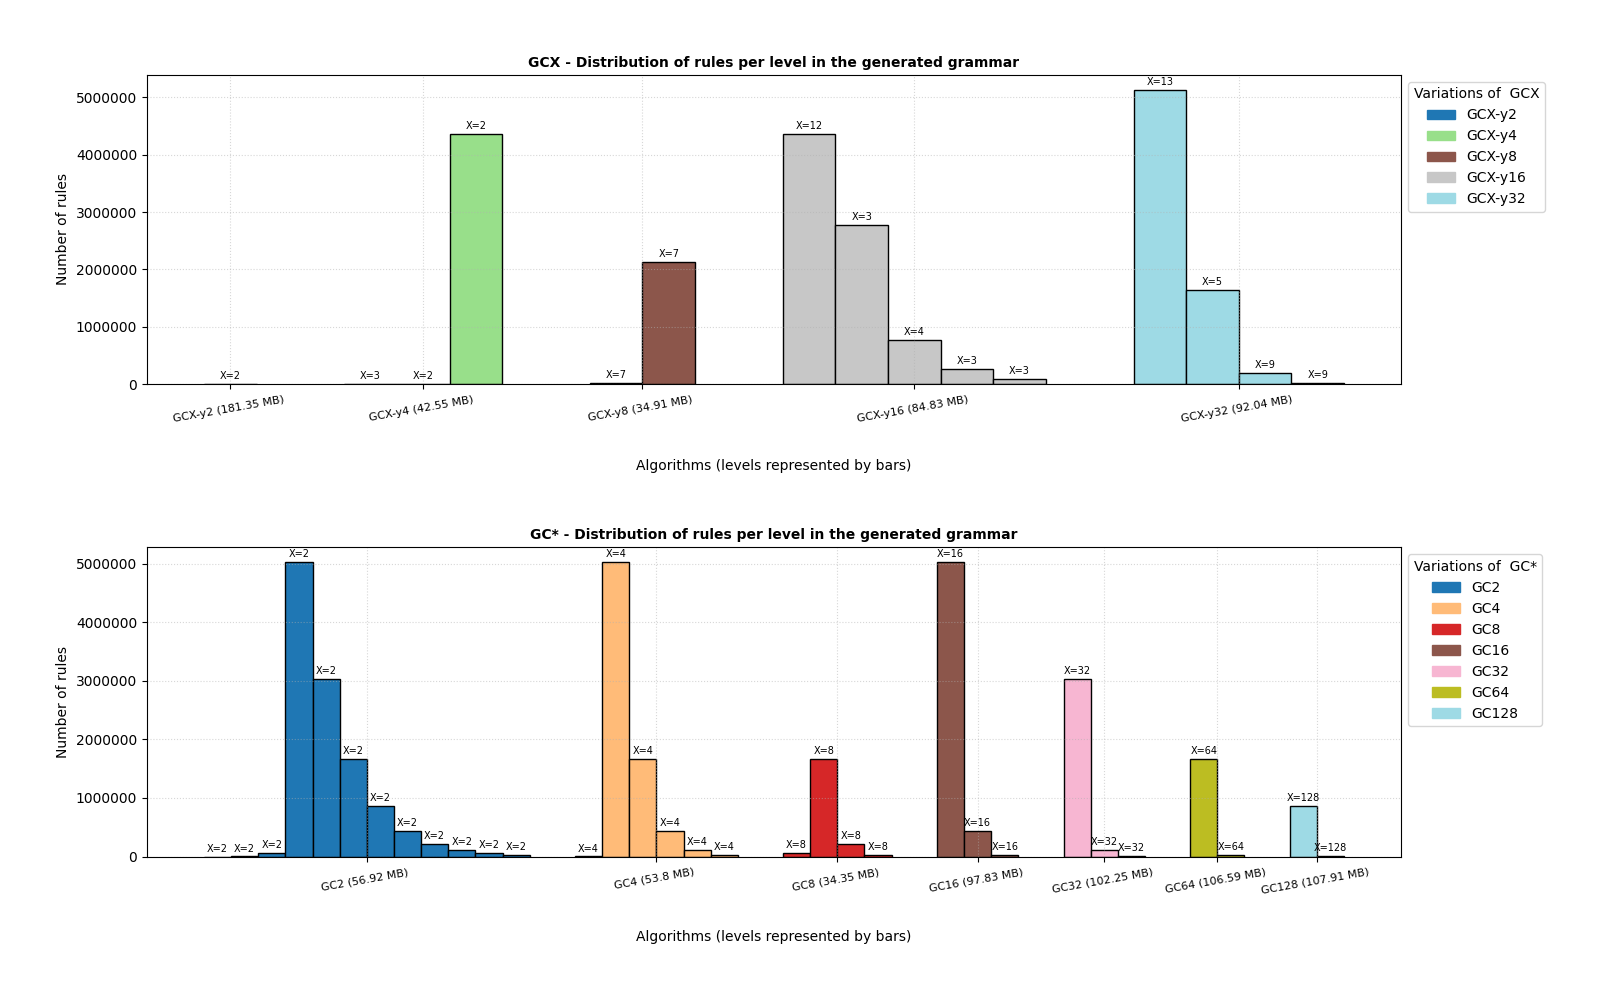 GCX - Distribution of rules per level in the generated grammar
Number of rules
5000000
4000000
3000000
2000000
1000000
0
X=2
X=3
X=2
X=2
X=7
X=7
X=12
X=3
X=4
X=3
X=3
X=13
X=5
X=9
X=9
GCX-y2 (181.35 MB)
GCX-y4 (42.55 MB)
GCX-y8 (34.91 MB)
GCX-y16 (84.83 MB)
GCX-y32 (92.04 MB)
Algorithms (levels represented by bars)
Variations of  GCX
GCX-y2
GCX-y4
GCX-y8
GCX-y16
GCX-y32
GC* - Distribution of rules per level in the generated grammar
Number of rules
5000000
4000000
3000000
2000000
1000000
0
X=2
X=2
X=2
X=2
X=2
X=2
X=2
X=2
X=2
X=2
X=2
X=2
X=4
X=4
X=4
X=4
X=4
X=4
X=8
X=8
X=8
X=8
X=16
X=16
X=16
X=32
X=32
X=32
X=64
X=64
X=128
X=128
GC2 (56.92 MB)
GC4 (53.8 MB)
GC8 (34.35 MB)
GC16 (97.83 MB)
GC32 (102.25 MB)
GC64 (106.59 MB)
GC128 (107.91 MB)
Algorithms (levels represented by bars)
Variations of  GC*
GC2
GC4
GC8
GC16
GC32
GC64
GC128